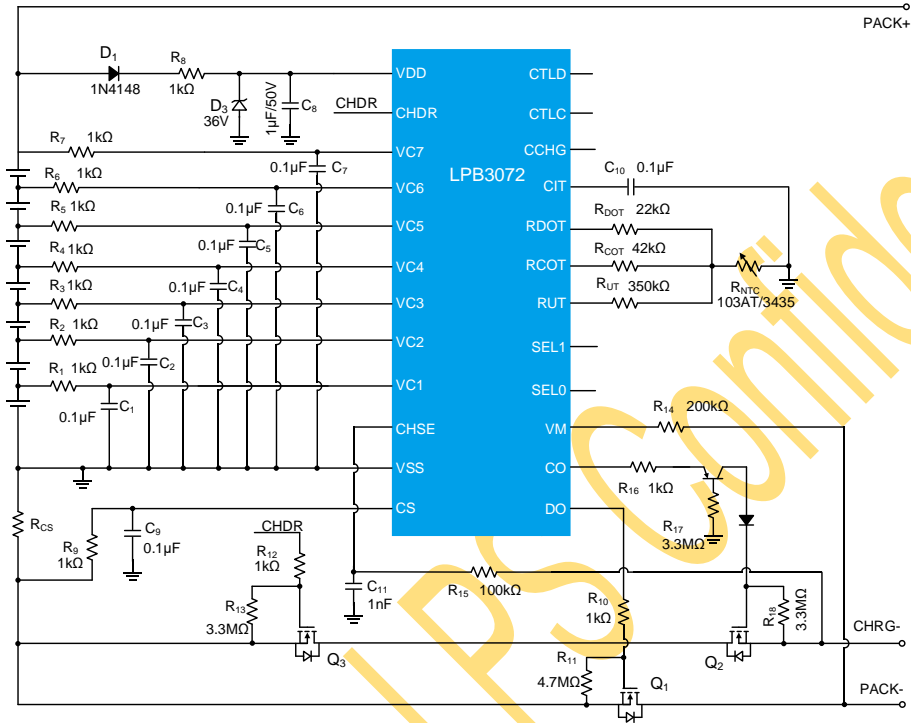 PACK+
D1
1N4148
R8
1kΩ
D3
36V
1μF/50V
C8
CHDR
R7 1kΩ
0.1μF
C7
R6 1kΩ
0.1μF
C6
R5 1kΩ
0.1μF
C5
R4 1kΩ
0.1μF
C4
R3 1kΩ
0.1μF
C3
R2 1kΩ
0.1μF
C2
R1 1kΩ
0.1μF
C1
VDD
CHDR
VC7
VC6
VC5
VC4
VC3
VC2
VC1
CHSE
VSS
CS
LPB3072
CTLD
CTLC
CCHG
CIT
RDOT
RCOT
RUT
SEL1
SEL0
VM
CO
DO
C10 0.1μF
RDOT 22kΩ
RCOT 42kΩ
RUT 350kΩ
RNTC
103AT/3435
R14 200kΩ
R16 1kΩ
R17
3.3MΩ
RCS
R9
1kΩ
C9
0.1μF
CHDR
R12
1kΩ
R13
3.3MΩ
C11
1nF
R15 100kΩ
R10
1kΩ
R18
3.3MΩ
CHRG-
Q3
Q2
R11
4.7MΩ
Q1
PACK-
LPS Confide